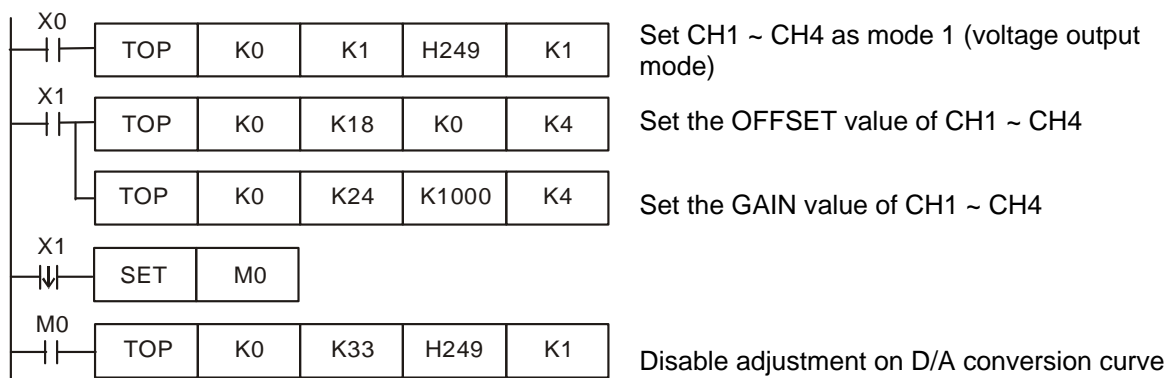 X0
TOP K0 K1 H249 K1
Set CH1 ~ CH4 as mode 1 (voltage output
mode)
X1
TOP K0 K18 K0 K4
Set the OFFSET value of CH1 ~ CH4
TOP K0 K24 K1000 K4
Set the GAIN value of CH1 ~ CH4
X1
SET M0
M0
TOP K0 K33 H249 K1
Disable adjustment on D/A conversion curve